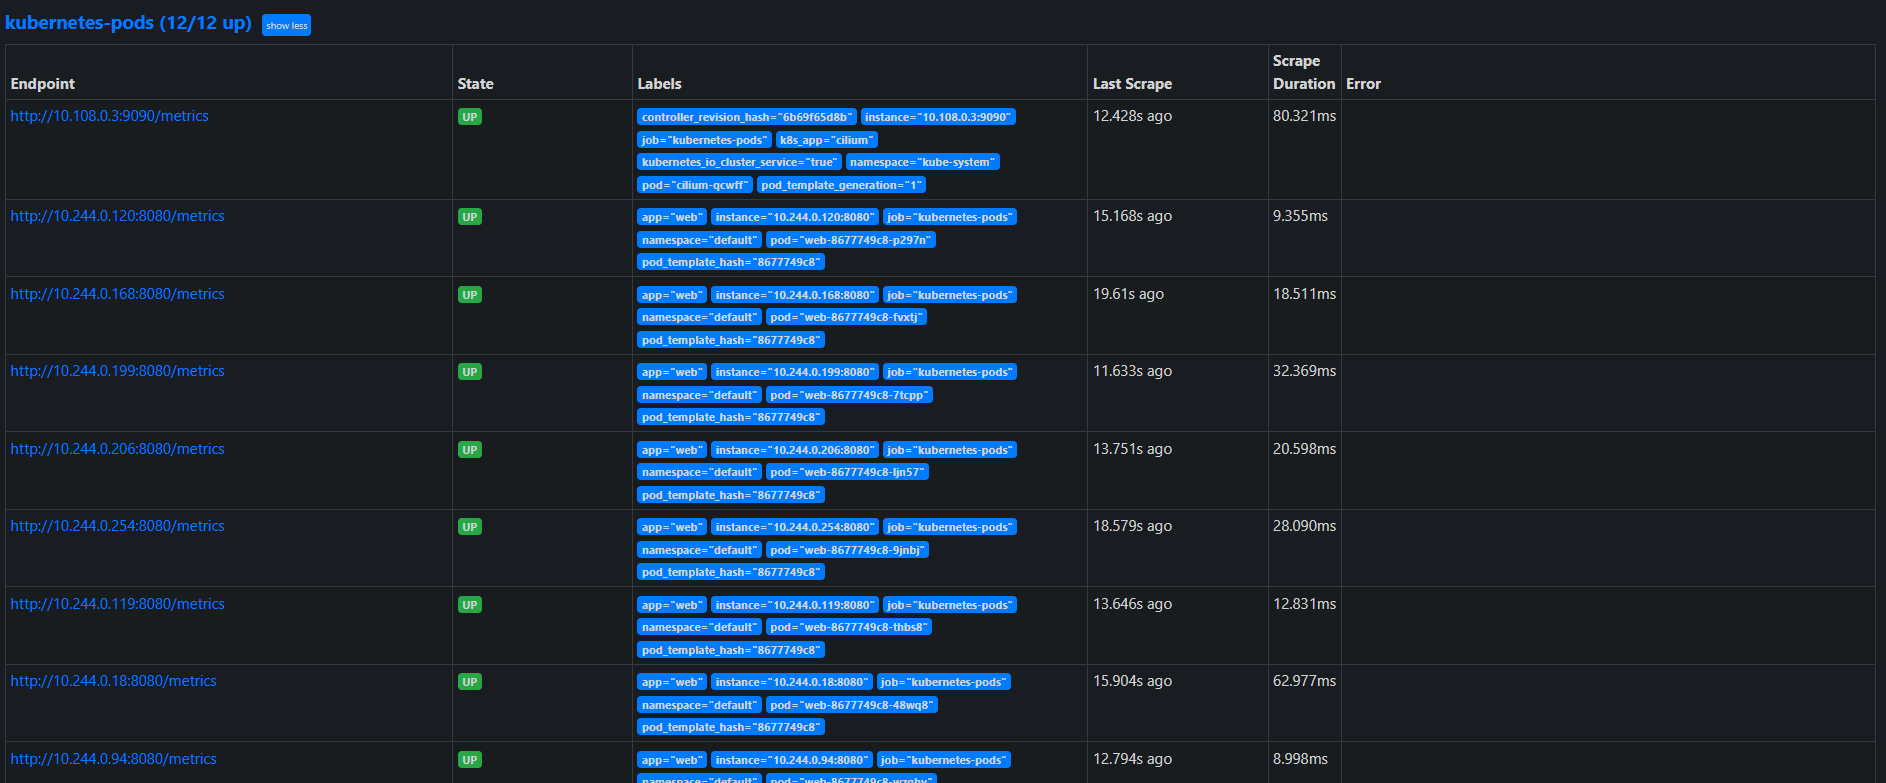 kubernetes-pods (12/12 up) show less
Endpoint State Labels Last Scrape Scrape Duration Error
http://10.108.0.3:9090/metrics UP controller_revision_hash="6b69f65d8b" instance="10.108.0.3:9090" 12.428s ago 80.321ms
job="kubernetes-pods" k8s_app="cilium"
kubernetes_io_cluster_service="true" namespace="kube-system"
pod="cilium-qcwff" pod_template_generation="1"
http://10.244.0.120:8080/metrics UP app="web" instance="10.244.0.120:8080" job="kubernetes-pods" 15.168s ago 9.355ms
namespace="default" pod="web-8677749c8-p297n"
pod_template_hash="8677749c8"
http://10.244.0.168:8080/metrics UP app="web" instance="10.244.0.168:8080" job="kubernetes-pods" 19.61s ago 18.511ms
namespace="default" pod="web-8677749c8-fvxtj"
pod_template_hash="8677749c8"
http://10.244.0.199:8080/metrics UP app="web" instance="10.244.0.199:8080" job="kubernetes-pods" 11.633s ago 32.369ms
namespace="default" pod="web-8677749c8-7tcpp"
pod_template_hash="8677749c8"
http://10.244.0.206:8080/metrics UP app="web" instance="10.244.0.206:8080" job="kubernetes-pods" 13.751s ago 20.598ms
namespace="default" pod="web-8677749c8-ljn57"
pod_template_hash="8677749c8"
http://10.244.0.254:8080/metrics UP app="web" instance="10.244.0.254:8080" job="kubernetes-pods" 18.579s ago 28.090ms
namespace="default" pod="web-8677749c8-9jnbj"
pod_template_hash="8677749c8"
http://10.244.0.119:8080/metrics UP app="web" instance="10.244.0.119:8080" job="kubernetes-pods" 13.646s ago 12.831ms
namespace="default" pod="web-8677749c8-thbs8"
pod_template_hash="8677749c8"
http://10.244.0.18:8080/metrics UP app="web" instance="10.244.0.18:8080" job="kubernetes-pods" 15.904s ago 62.977ms
namespace="default" pod="web-8677749c8-48wq8"
pod_template_hash="8677749c8"
http://10.244.0.94:8080/metrics UP app="web" instance="10.244.0.94:8080" job="kubernetes-pods" 12.794s ago 8.998ms
namespace="default"